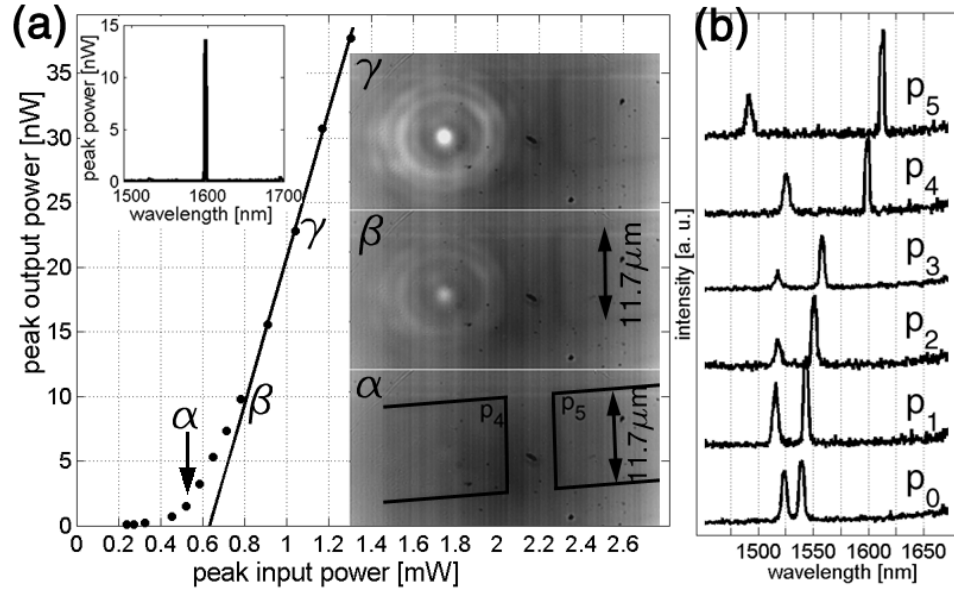 (a)
peak output power [nW]
35
30
25
20
15
10
5
0
0 0.2 0.4 0.6 0.8 1 1.2 1.4 1.6 1.8 2 2.2 2.4 2.6
peak input power [mW]
α
β
γ
γ
peak power [nW]
15
10
5
0
1500 1600 1700
wavelength [nm]
γ
β
11.7μm
α
p4
p5
11.7μm
(b)
intensity [a. u.]
p5
p4
p3
p2
p1
p0
1500 1550 1600 1650
wavelength [nm]